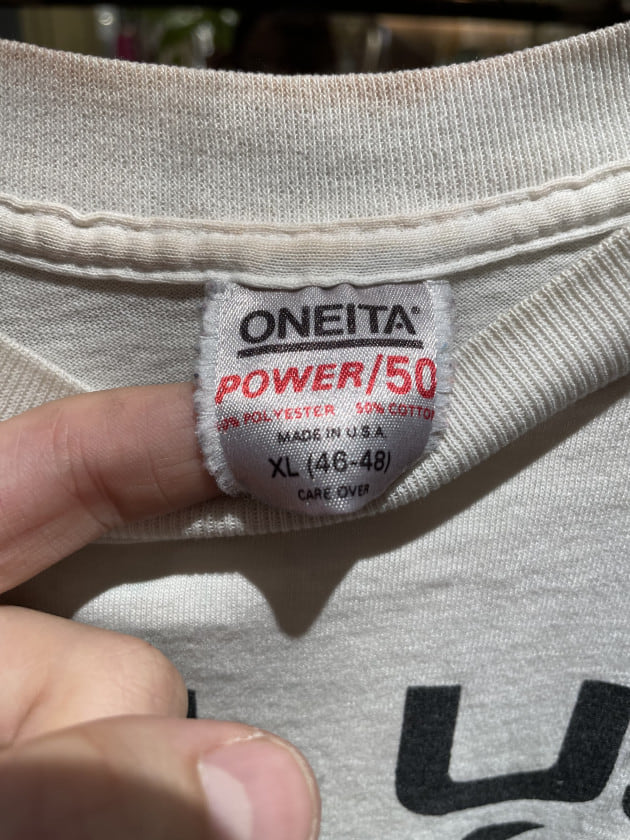 ONEITA®
POWER/50
50% POLYESTER 50% COTTON
MADE IN U.S.A.
XL (46-48)
CARE OVER
U